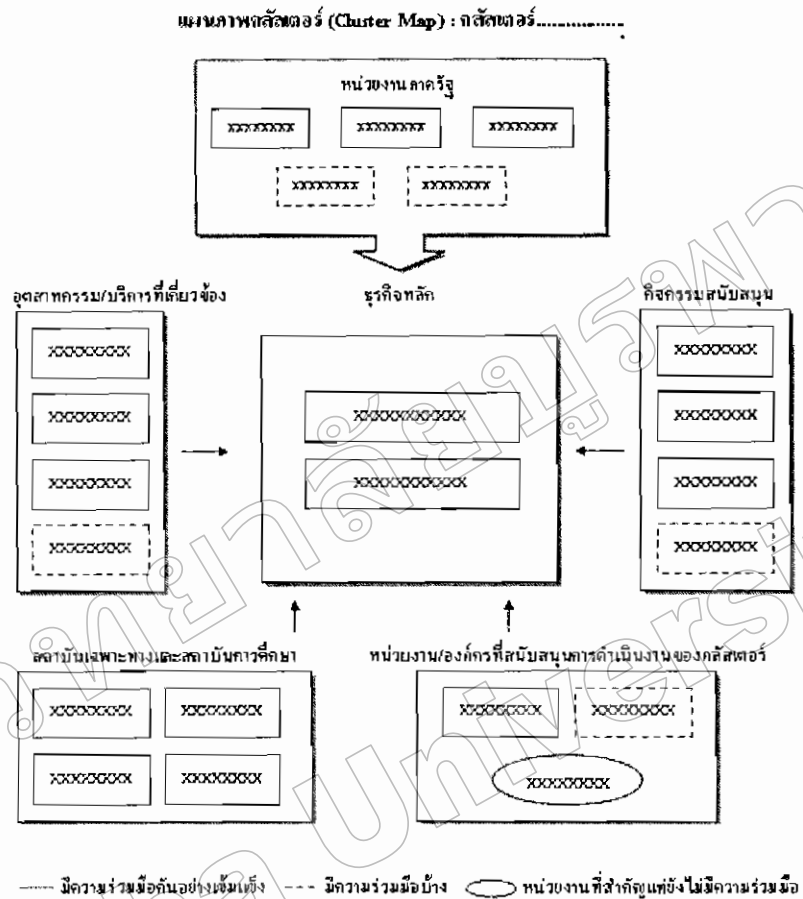 แผนภาพคลัสเตอร์ (Cluster Map) : คลัสเตอร์................
หน่วยงานภาครัฐ
XXXXXXXX XXXXXXXX XXXXXXXX
XXXXXXXX XXXXXXXX
อุตสาหกรรม/บริการที่เกี่ยวข้อง
ธุรกิจหลัก
กิจกรรมสนับสนุน
XXXXXXXX
XXXXXXXX
XXXXXXXX
XXXXXXXX
XXXXXXXXXXX
XXXXXXXXXXX
XXXXXXXX
XXXXXXXX
XXXXXXXX
XXXXXXXX
สถาบันเฉพาะทางและสถาบันการศึกษา
XXXXXXXX XXXXXXXX
XXXXXXXX XXXXXXXX
หน่วยงาน/องค์กรที่สนับสนุนการดำเนินงานของคลัสเตอร์
XXXXXXXX XXXXXXXX
XXXXXXXX
มีความร่วมมือกันอย่างเข้มแข็ง มีความร่วมมือบ้าง หน่วยงานที่สำคัญแต่ยังไม่มีความร่วมมือ